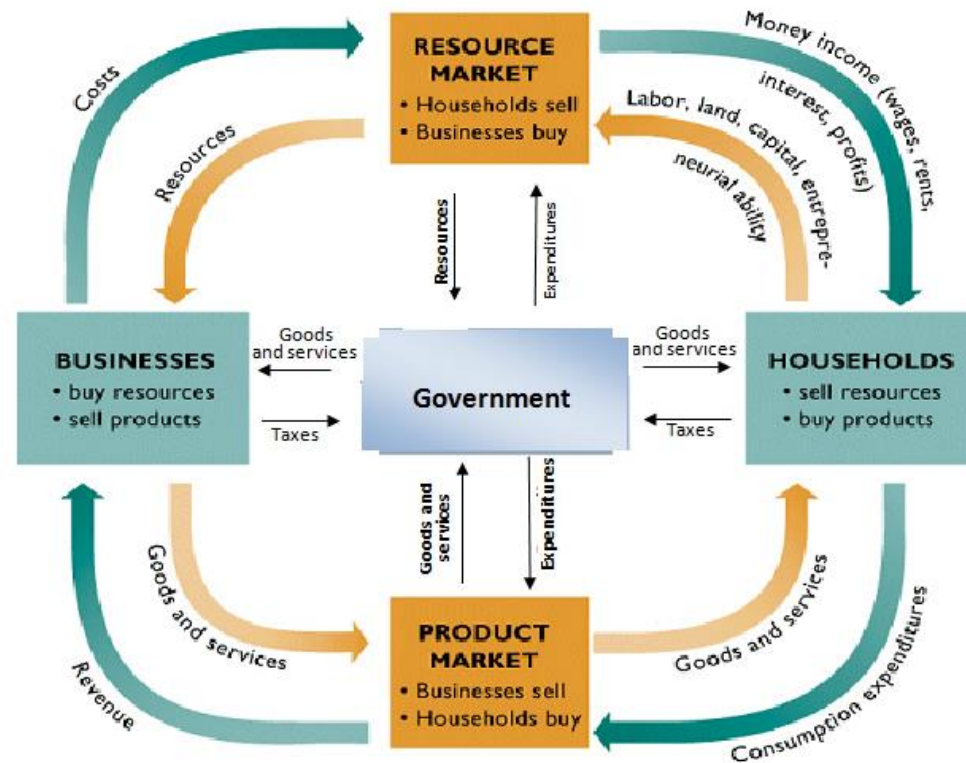 Costs
RESOURCE
MARKET
• Households sell
• Businesses buy
Money income (wages, rents,
interest, profits)
Labor, land, capital, entrepre-
neurial ability
Resources
Resources
Expenditures
BUSINESSES
• buy resources
• sell products
Goods
and services
Taxes
Government
Goods
and services
Taxes
HOUSEHOLDS
• sell resources
• buy products
Goods and
services
Expenditures
Goods and services
Revenue
PRODUCT
MARKET
• Businesses sell
• Households buy
Goods and services
Consumption expenditures